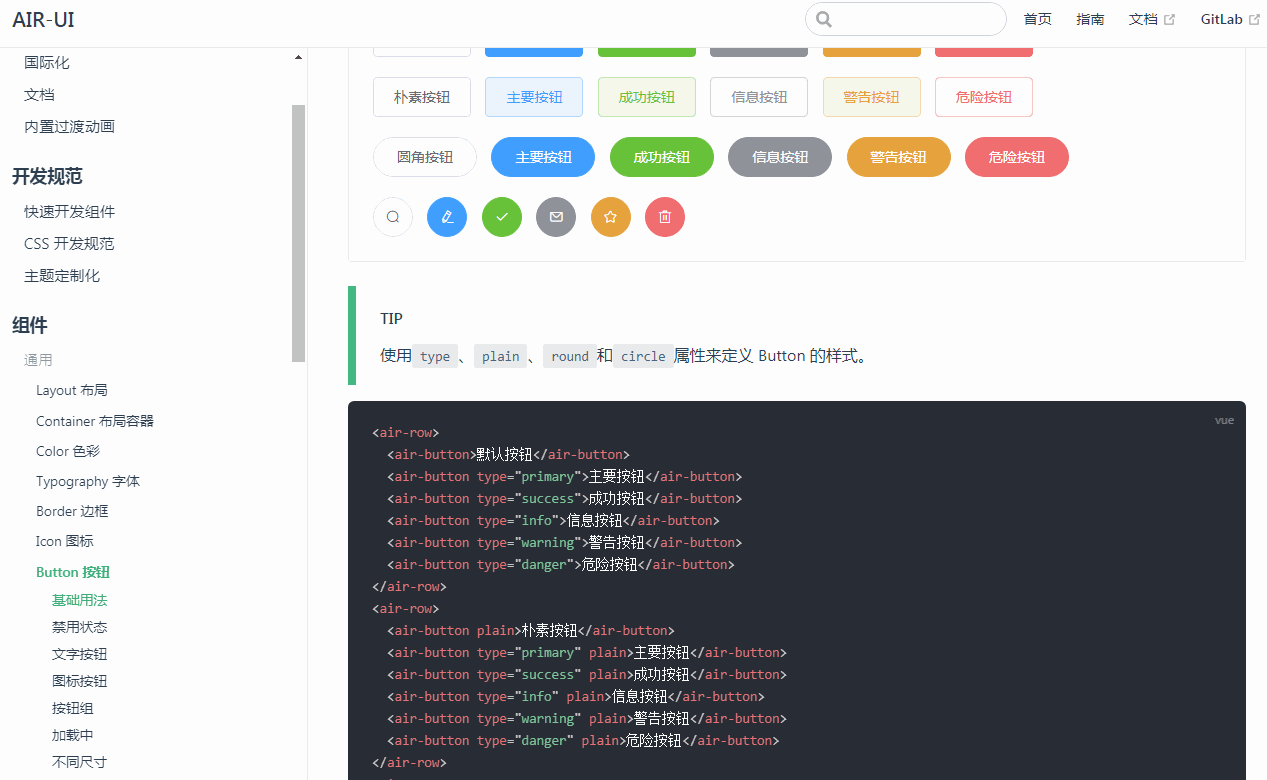 AIR-UI
首页 指南 文档 GitLab
国际化
文档
内置过渡动画
开发规范
快速开发组件
CSS 开发规范
主题定制化
组件
通用
Layout 布局
Container 布局容器
Color 色彩
Typography 字体
Border 边框
Icon 图标
Button 按钮
基础用法
禁用状态
文字按钮
图标按钮
按钮组
加载中
不同尺寸
朴素按钮 主要按钮 成功按钮 信息按钮 警告按钮 危险按钮
圆角按钮 主要按钮 成功按钮 信息按钮 警告按钮 危险按钮
TIP
使用 type 、 plain 、 round 和 circle 属性来定义 Button 的样式。
vue
<air-row>
  <air-button>默认按钮</air-button>
  <air-button type="primary">主要按钮</air-button>
  <air-button type="success">成功按钮</air-button>
  <air-button type="info">信息按钮</air-button>
  <air-button type="warning">警告按钮</air-button>
  <air-button type="danger">危险按钮</air-button>
</air-row>
<air-row>
  <air-button plain>朴素按钮</air-button>
  <air-button type="primary" plain>主要按钮</air-button>
  <air-button type="success" plain>成功按钮</air-button>
  <air-button type="info" plain>信息按钮</air-button>
  <air-button type="warning" plain>警告按钮</air-button>
  <air-button type="danger" plain>危险按钮</air-button>
</air-row>